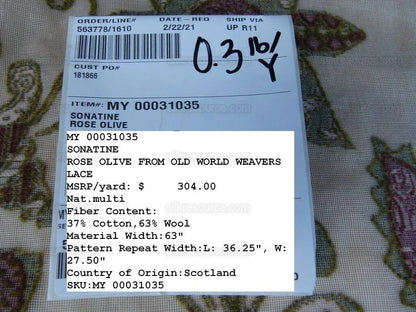 ORDER/LINE# DATE - REQ SHIP VIA
563778/1610 2/22/21 UP R11
0.3 lb/Y
CUST PO#
181866
ITEM#: MY 00031035
SONATINE
ROSE OLIVE
MY 00031035
SONATINE
ROSE OLIVE FROM OLD WORLD WEAVERS
LACE
MSRP/yard: $ 304.00
Nat.multi
Fiber Content:
37% Cotton,63% Wool
Material Width:63"
Pattern Repeat Width:L: 36.25", W:
27.50"
Country of Origin:Scotland
SKU:MY 00031035